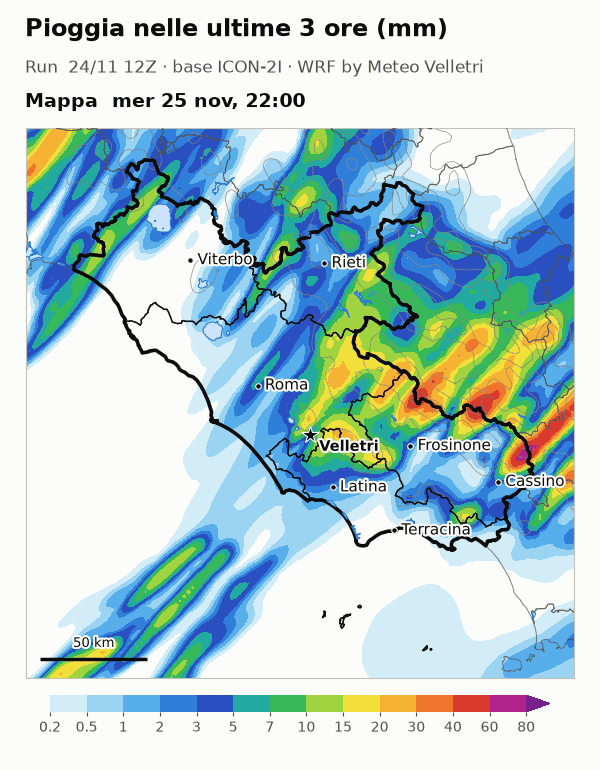 Pioggia nelle ultime 3 ore (mm)
Run  24/11 12Z · base ICON-2I · WRF by Meteo Velletri
Mappa  mer 25 nov, 22:00
Viterbo
Rieti
Roma
Velletri
Frosinone
Latina
Cassino
Terracina
50 km
0.2 0.5 1 2 3 5 7 10 15 20 30 40 60 80